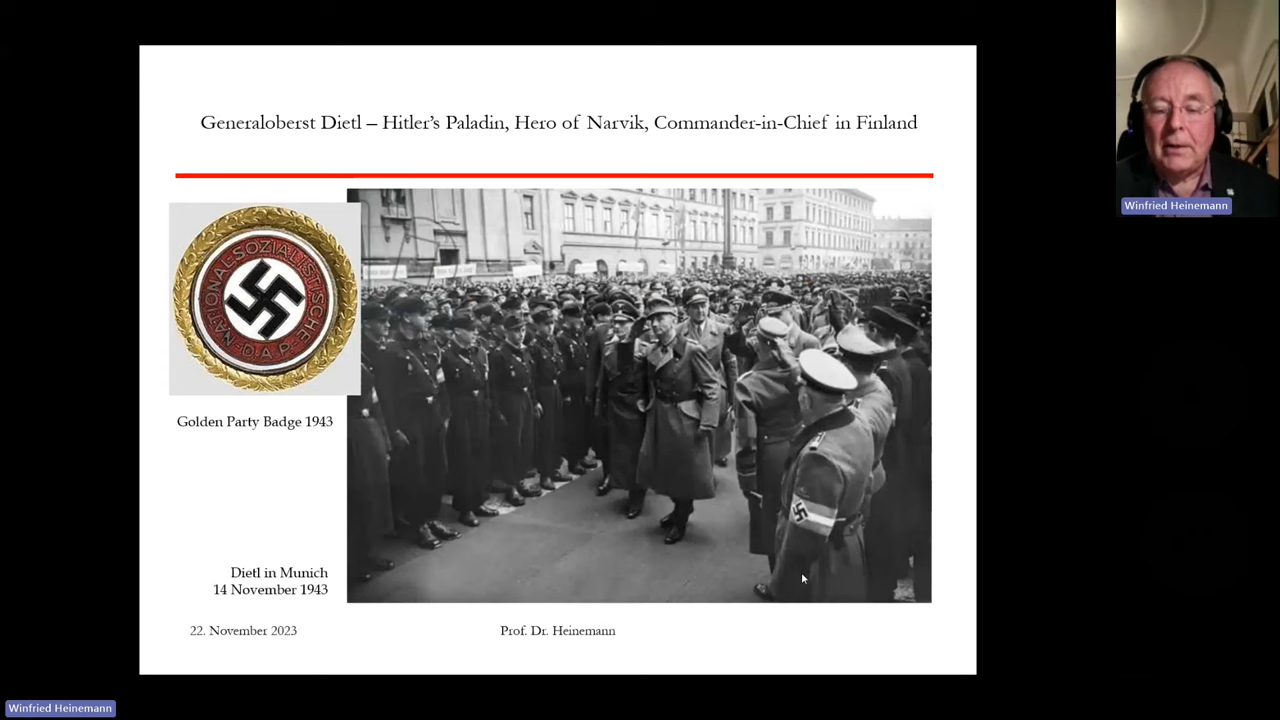 Generaloberst Dietl – Hitler's Paladin, Hero of Narvik, Commander-in-Chief in Finland
NATIONAL-SOZIALISTISCHE
D.A.P.
Golden Party Badge 1943
Dietl in Munich
14 November 1943
22. November 2023
Prof. Dr. Heinemann
Winfried Heinemann
Winfried Heinemann